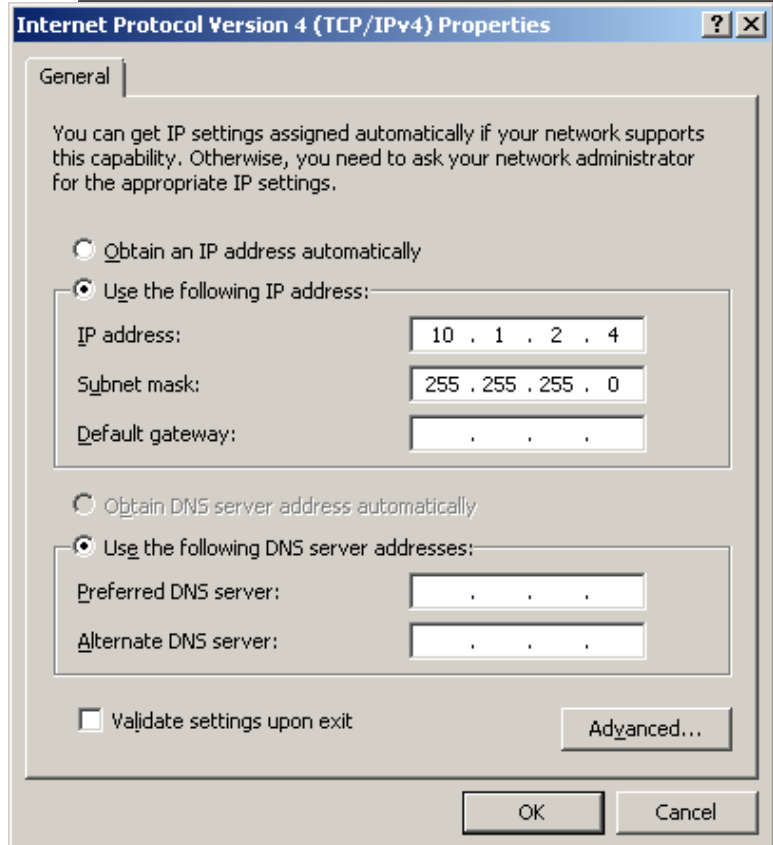 Internet Protocol Version 4 (TCP/IPv4) Properties
General
You can get IP settings assigned automatically if your network supports
this capability. Otherwise, you need to ask your network administrator
for the appropriate IP settings.
Obtain an IP address automatically
Use the following IP address:
IP address: 10 . 1 . 2 . 4
Subnet mask: 255 . 255 . 255 . 0
Default gateway: . . .
Obtain DNS server address automatically
Use the following DNS server addresses:
Preferred DNS server: . . .
Alternate DNS server: . . .
Validate settings upon exit
Advanced...
OK Cancel